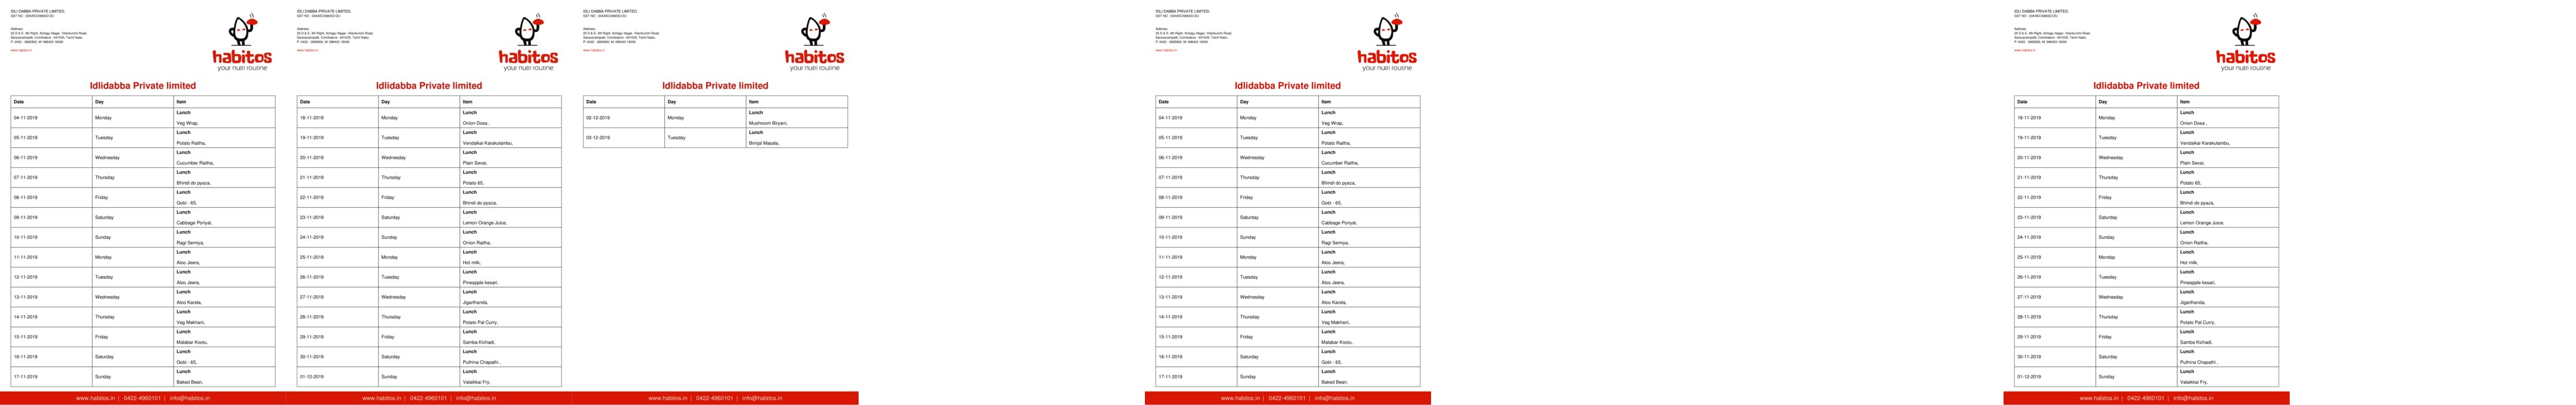 IDLI DABBA PRIVATE LIMITED.
Address:
www.habitos.in
habitos
your nutri routine
Idlidabba Private limited
Date Day Item
04-11-2019 Monday Lunch
Veg Wrap,
05-11-2019 Tuesday Lunch
Potato Raitha,
06-11-2019 Wednesday Lunch
Cucumber Raitha,
07-11-2019 Thursday Lunch
Bhindi do pyaza,
08-11-2019 Friday Lunch
Gobi - 65,
09-11-2019 Saturday Lunch
Cabbage Poriyal,
10-11-2019 Sunday Lunch
Ragi Semiya,
11-11-2019 Monday Lunch
Aloo Jeera,
12-11-2019 Tuesday Lunch
Aloo Jeera,
13-11-2019 Wednesday Lunch
Aloo Karela,
14-11-2019 Thursday Lunch
Veg Makhani,
15-11-2019 Friday Lunch
Malabar Kootu,
16-11-2019 Saturday Lunch
Gobi - 65,
17-11-2019 Sunday Lunch
Baked Bean,
www.habitos.in | 0422-4960101 | info@habitos.in
IDLI DABBA PRIVATE LIMITED.
Address:
www.habitos.in
habitos
your nutri routine
Idlidabba Private limited
Date Day Item
18-11-2019 Monday Lunch
Onion Dosa ,
19-11-2019 Tuesday Lunch
Vendaikai Karakulambu,
20-11-2019 Wednesday Lunch
Plain Sevai,
21-11-2019 Thursday Lunch
Potato 65,
22-11-2019 Friday Lunch
Bhindi do pyaza,
23-11-2019 Saturday Lunch
Lemon Orange Juice,
24-11-2019 Sunday Lunch
Onion Raitha,
25-11-2019 Monday Lunch
Hot milk,
26-11-2019 Tuesday Lunch
Pineapple kesari,
27-11-2019 Wednesday Lunch
Jigarthanda,
28-11-2019 Thursday Lunch
Potato Pal Curry,
29-11-2019 Friday Lunch
Samba Kichadi,
30-11-2019 Saturday Lunch
Puthina Chapathi ,
01-12-2019 Sunday Lunch
Valaikkai Fry,
www.habitos.in | 0422-4960101 | info@habitos.in
IDLI DABBA PRIVATE LIMITED.
Address:
www.habitos.in
habitos
your nutri routine
Idlidabba Private limited
Date Day Item
02-12-2019 Monday Lunch
Mushroom Biryani,
03-12-2019 Tuesday Lunch
Brinjal Masala,
www.habitos.in | 0422-4960101 | info@habitos.in
IDLI DABBA PRIVATE LIMITED.
Address:
www.habitos.in
habitos
your nutri routine
Idlidabba Private limited
Date Day Item
04-11-2019 Monday Lunch
Veg Wrap,
05-11-2019 Tuesday Lunch
Potato Raitha,
06-11-2019 Wednesday Lunch
Cucumber Raitha,
07-11-2019 Thursday Lunch
Bhindi do pyaza,
08-11-2019 Friday Lunch
Gobi - 65,
09-11-2019 Saturday Lunch
Cabbage Poriyal,
10-11-2019 Sunday Lunch
Ragi Semiya,
11-11-2019 Monday Lunch
Aloo Jeera,
12-11-2019 Tuesday Lunch
Aloo Jeera,
13-11-2019 Wednesday Lunch
Aloo Karela,
14-11-2019 Thursday Lunch
Veg Makhani,
15-11-2019 Friday Lunch
Malabar Kootu,
16-11-2019 Saturday Lunch
Gobi - 65,
17-11-2019 Sunday Lunch
Baked Bean,
www.habitos.in | 0422-4960101 | info@habitos.in
IDLI DABBA PRIVATE LIMITED.
Address:
www.habitos.in
habitos
your nutri routine
Idlidabba Private limited
Date Day Item
18-11-2019 Monday Lunch
Onion Dosa ,
19-11-2019 Tuesday Lunch
Vendaikai Karakulambu,
20-11-2019 Wednesday Lunch
Plain Sevai,
21-11-2019 Thursday Lunch
Potato 65,
22-11-2019 Friday Lunch
Bhindi do pyaza,
23-11-2019 Saturday Lunch
Lemon Orange Juice,
24-11-2019 Sunday Lunch
Onion Raitha,
25-11-2019 Monday Lunch
Hot milk,
26-11-2019 Tuesday Lunch
Pineapple kesari,
27-11-2019 Wednesday Lunch
Jigarthanda,
28-11-2019 Thursday Lunch
Potato Pal Curry,
29-11-2019 Friday Lunch
Samba Kichadi,
30-11-2019 Saturday Lunch
Puthina Chapathi ,
01-12-2019 Sunday Lunch
Valaikkai Fry,
www.habitos.in | 0422-4960101 | info@habitos.in